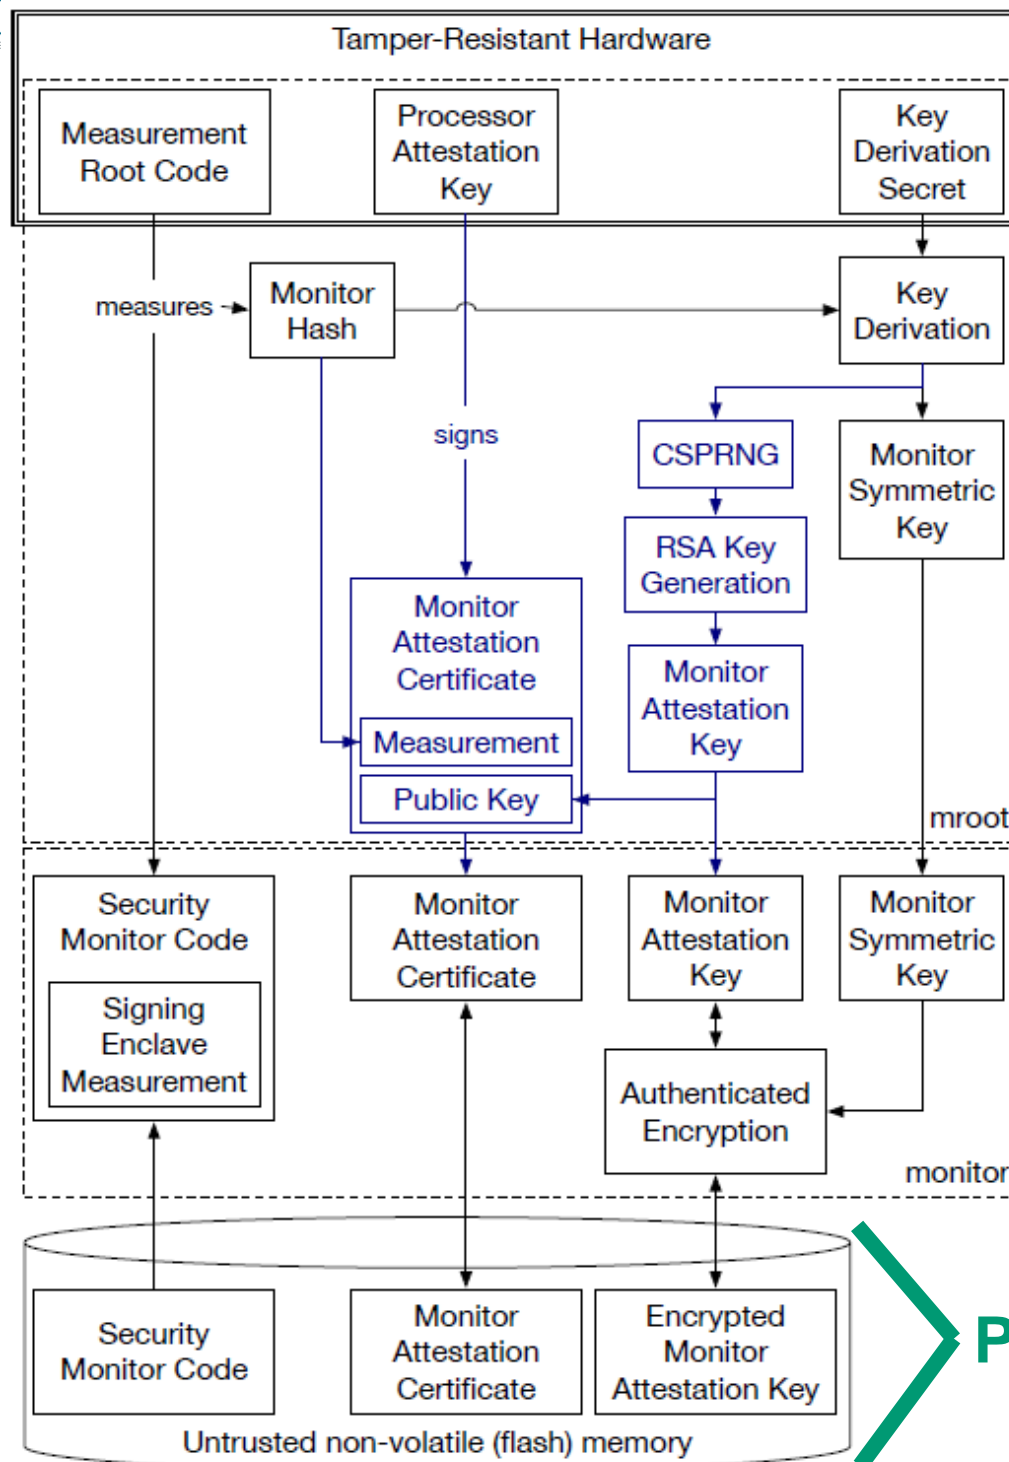 Tamper-Resistant Hardware
Measurement
Root Code
Processor
Attestation
Key
Key
Derivation
Secret
measures
Monitor
Hash
Key
Derivation
signs
CSPRNG
Monitor
Symmetric
Key
RSA Key
Generation
Monitor
Attestation
Certificate
Measurement
Public Key
Monitor
Attestation
Key
mroot
Security
Monitor Code
Signing
Enclave
Measurement
Monitor
Attestation
Certificate
Monitor
Attestation
Key
Monitor
Symmetric
Key
Authenticated
Encryption
monitor
Security
Monitor Code
Monitor
Attestation
Certificate
Encrypted
Monitor
Attestation Key
P
Untrusted non-volatile (flash) memory